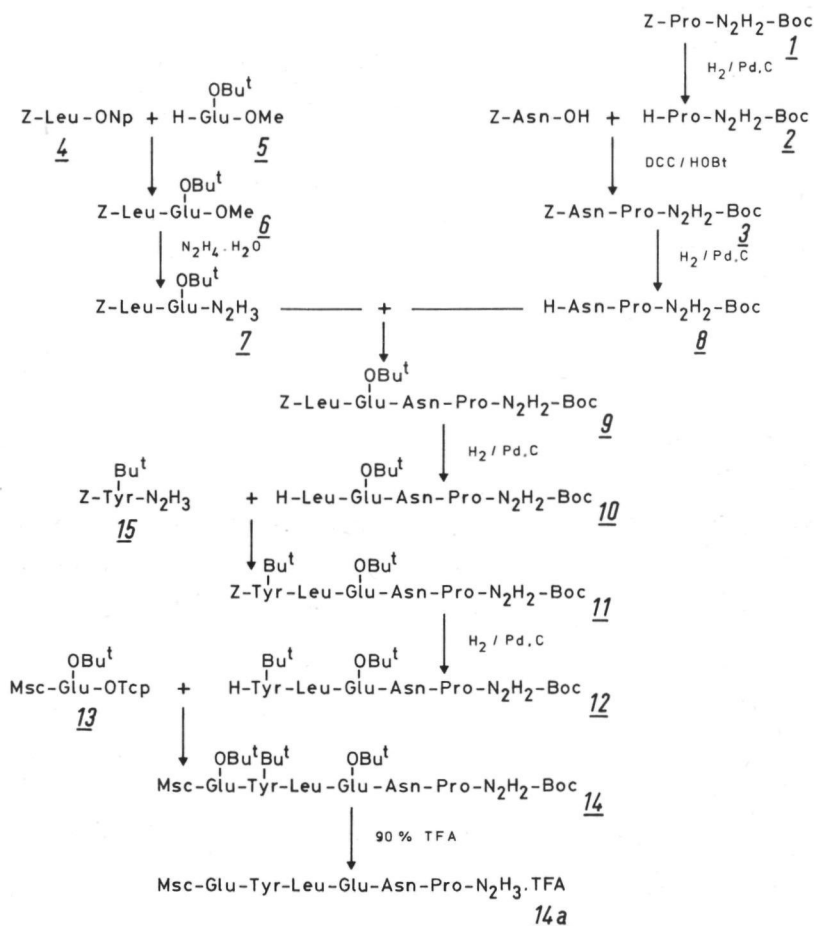 Z-Pro-N₂H₂-Boc
1
H₂/Pd,C
OBuᵗ
Z-Leu-ONp + H-Glu-OMe
4 5
Z-Asn-OH + H-Pro-N₂H₂-Boc
2
DCC/HOBt
OBuᵗ
Z-Leu-Glu-OMe
6
Z-Asn-Pro-N₂H₂-Boc
3
N₂H₄.H₂O
H₂/Pd,C
OBuᵗ
Z-Leu-Glu-N₂H₃ + H-Asn-Pro-N₂H₂-Boc
7 8
OBuᵗ
Z-Leu-Glu-Asn-Pro-N₂H₂-Boc
9
H₂/Pd,C
Buᵗ OBuᵗ
Z-Tyr-N₂H₃ + H-Leu-Glu-Asn-Pro-N₂H₂-Boc
15 10
Buᵗ OBuᵗ
Z-Tyr-Leu-Glu-Asn-Pro-N₂H₂-Boc
11
H₂/Pd,C
OBuᵗ Buᵗ OBuᵗ
Msc-Glu-OTcp + H-Tyr-Leu-Glu-Asn-Pro-N₂H₂-Boc
13 12
OBuᵗ Buᵗ OBuᵗ
Msc-Glu-Tyr-Leu-Glu-Asn-Pro-N₂H₂-Boc
14
90% TFA
Msc-Glu-Tyr-Leu-Glu-Asn-Pro-N₂H₃.TFA
14a